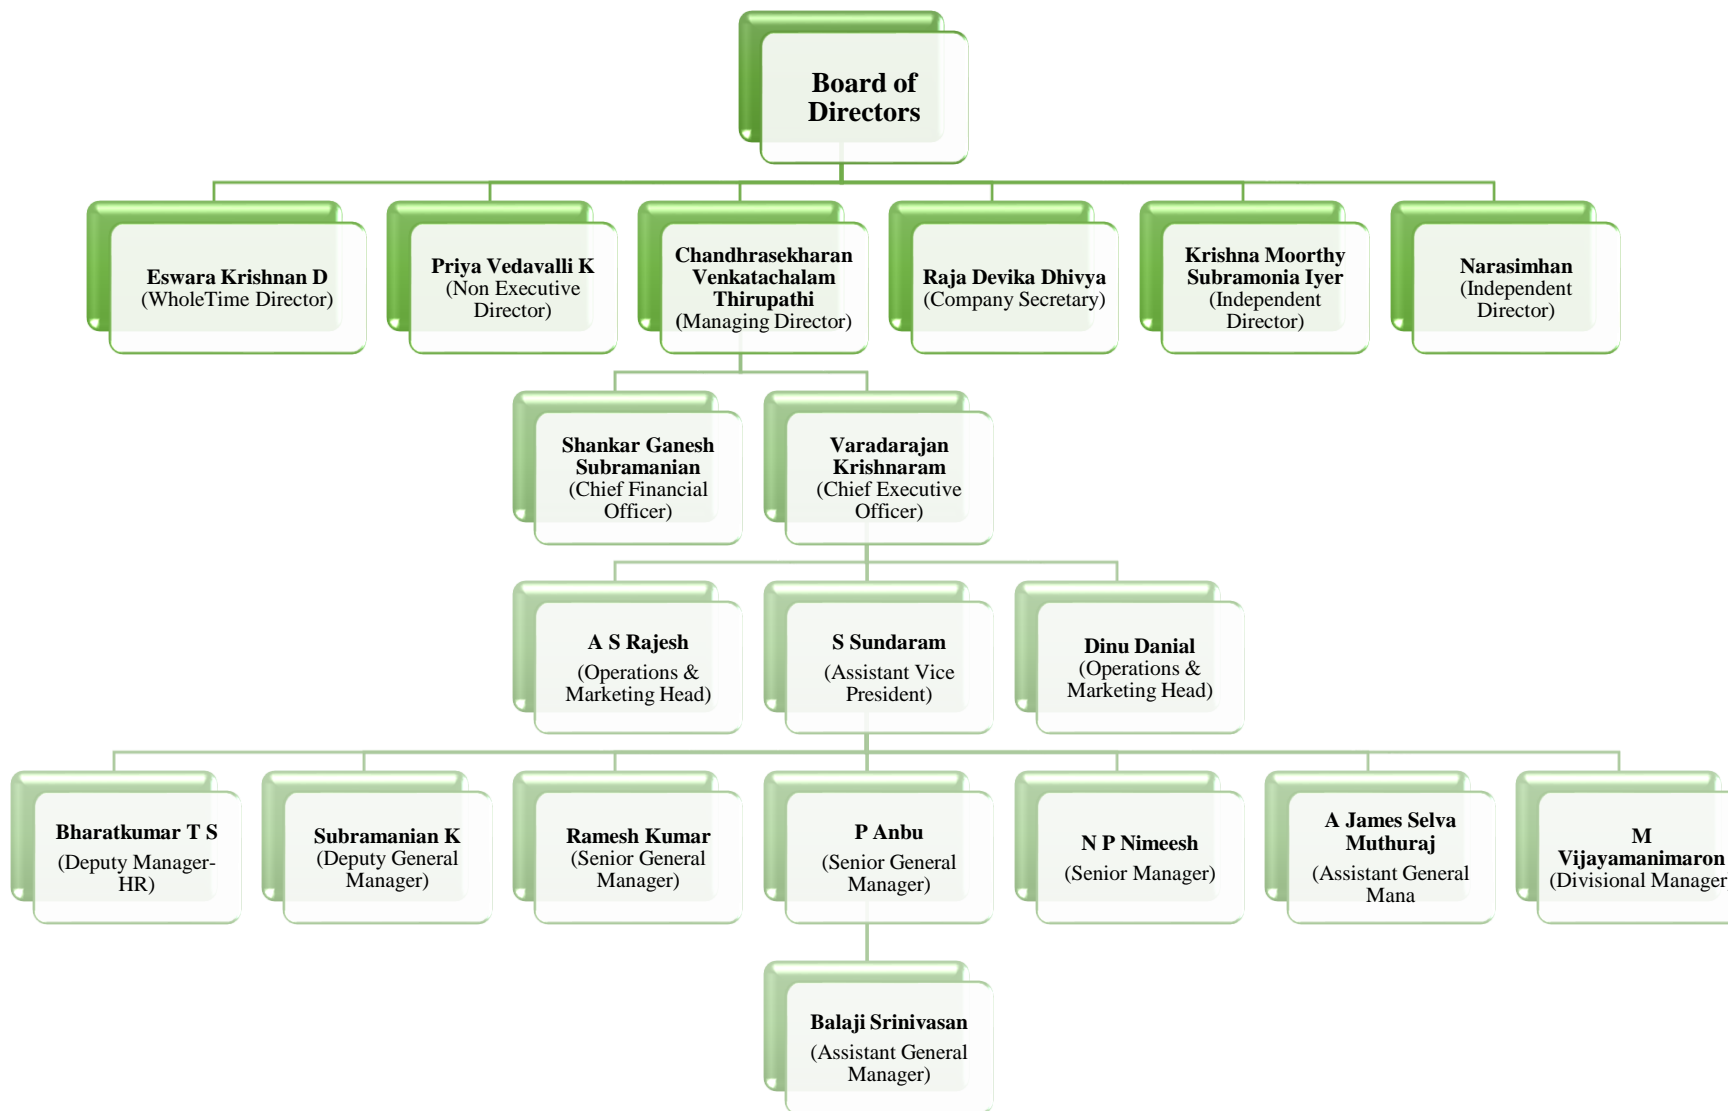 Board of
Directors
Eswara Krishnan D
(WholeTime Director)
Priya Vedavalli K
(Non Executive
Director)
Chandhrasekharan
Venkatachalam
Thirupathi
(Managing Director)
Raja Devika Dhivya
(Company Secretary)
Krishna Moorthy
Subramonia Iyer
(Independent
Director)
Narasimhan
(Independent
Director)
Shankar Ganesh
Subramanian
(Chief Financial
Officer)
Varadarajan
Krishnaram
(Chief Executive
Officer)
A S Rajesh
(Operations &
Marketing Head)
S Sundaram
(Assistant Vice
President)
Dinu Danial
(Operations &
Marketing Head)
Bharatkumar T S
(Deputy Manager-
HR)
Subramanian K
(Deputy General
Manager)
Ramesh Kumar
(Senior General
Manager)
P Anbu
(Senior General
Manager)
N P Nimeesh
(Senior Manager)
A James Selva
Muthuraj
(Assistant General
Mana
M
Vijayamanimaron
(Divisional Manager)
Balaji Srinivasan
(Assistant General
Manager)